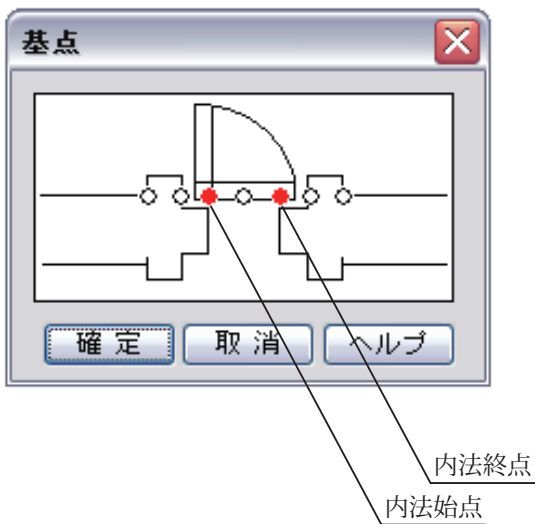 基点
確定 取消 ヘルプ
内法終点
内法始点